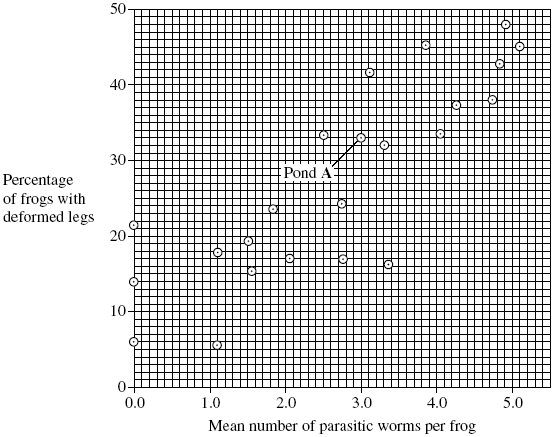 50
40
30
20
10
0
Percentage
of frogs with
deformed legs
Pond A
0.0 1.0 2.0 3.0 4.0 5.0
Mean number of parasitic worms per frog